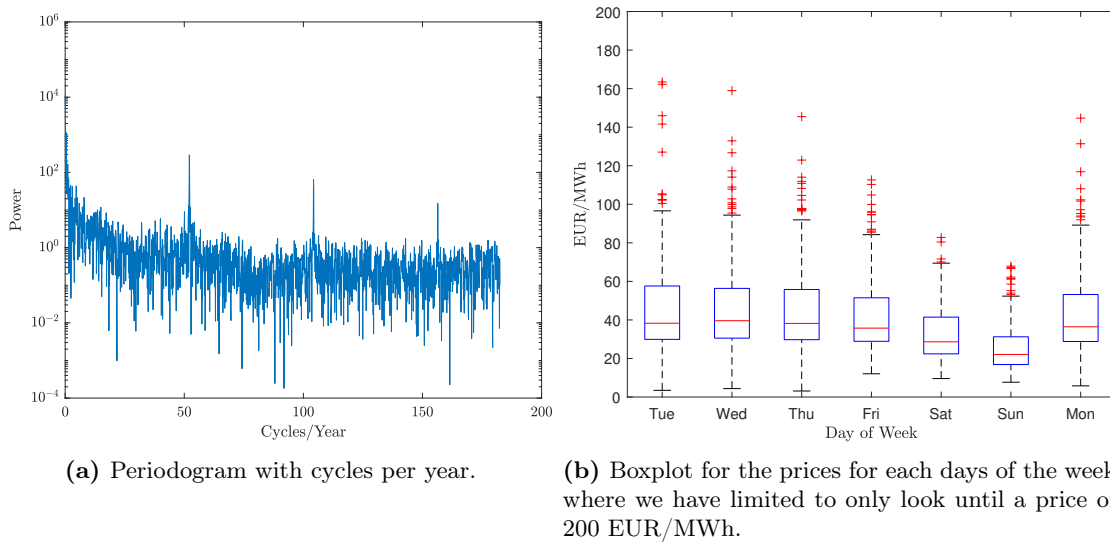 10^6
10^4
10^2
10^0
10^-2
10^-4
Power
0 50 100 150 200
Cycles/Year
(a) Periodogram with cycles per year.
200
180
160
140
120
100
80
60
40
20
0
EUR/MWh
Tue Wed Thu Fri Sat Sun Mon
Day of Week
(b) Boxplot for the prices for each days of the week
where we have limited to only look until a price o
200 EUR/MWh.